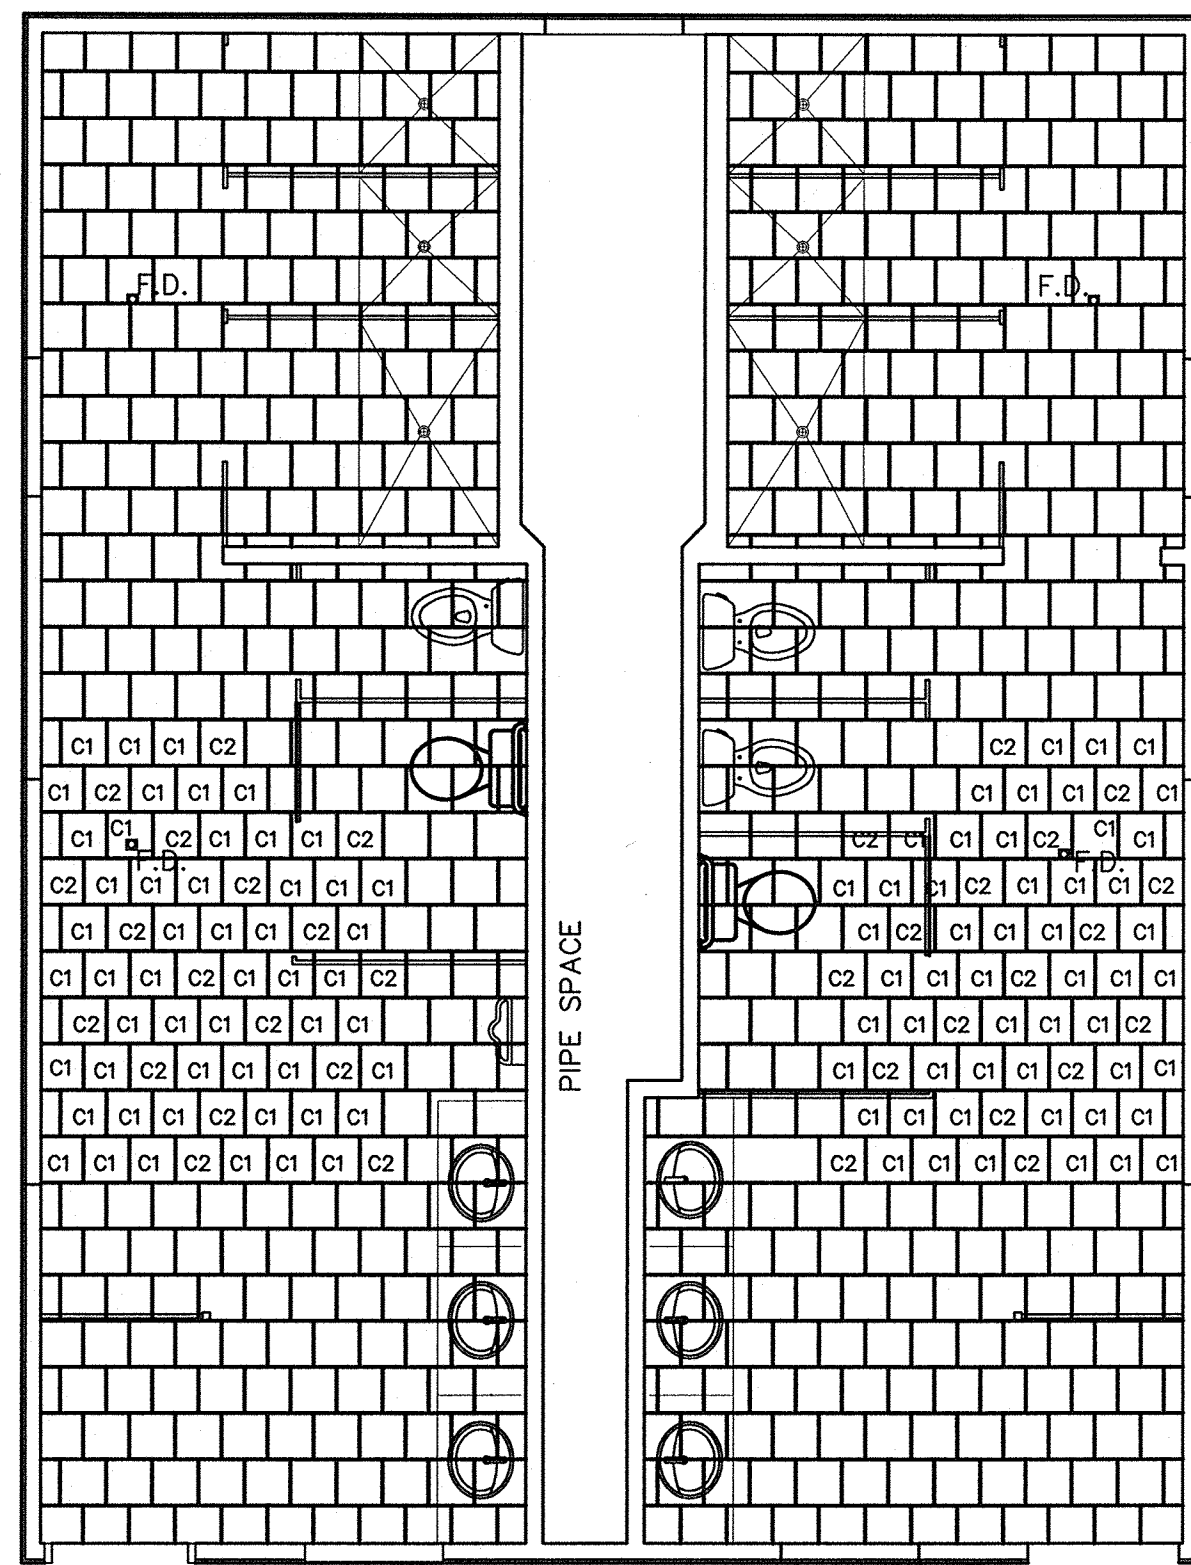 F.D. F.D.
C1 C1 C1 C2 C2 C1 C1 C1
C1 C2 C1 C1 C1 C1 C1 C1 C2 C1
C1 C1 C2 C1 C1 C1 C2 C2 C1 C1 C1 C2 C1 C1
F.D. F.D.
C2 C1 C1 C1 C2 C1 C1 C1 C1 C1 C1 C2 C1 C1 C1 C2
C1 C2 C1 C1 C1 C2 C1 C1 C2 C1 C1 C1 C2 C1
C1 C1 C1 C2 C1 C1 C1 C2 C2 C1 C1 C1 C2 C1 C1 C1
C2 C1 C1 C1 C2 C1 C1 C1 C1 C2 C1 C1 C1 C2
C1 C1 C2 C1 C1 C1 C2 C1 C1 C2 C1 C1 C1 C2 C1 C1
C1 C1 C1 C2 C1 C1 C1 C1 C1 C1 C2 C1 C1 C1
C1 C1 C1 C2 C1 C1 C1 C2 C2 C1 C1 C1 C2 C1 C1 C1
PIPE SPACE